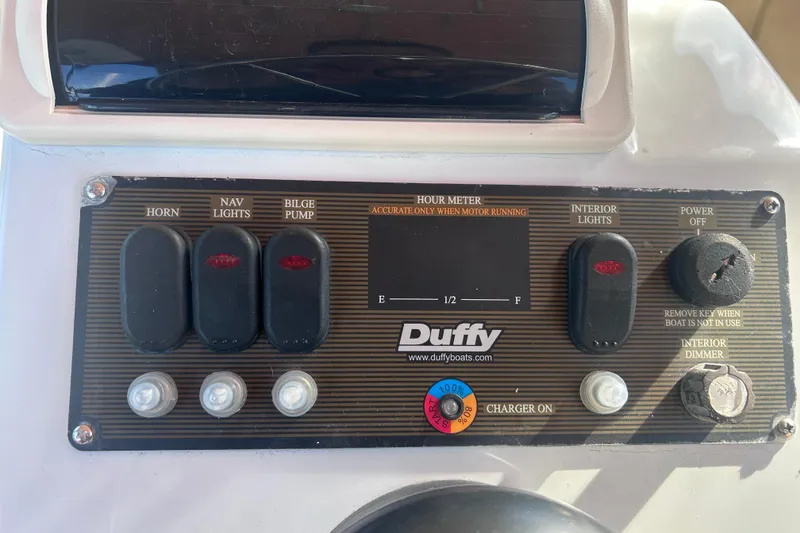 HORN
NAV
LIGHTS
BILGE
PUMP
HOUR METER
ACCURATE ONLY WHEN MOTOR RUNNING
E 1/2 F
INTERIOR
LIGHTS
POWER
OFF
REMOVE KEY WHEN
BOAT IS NOT IN USE
Duffy
www.duffyboats.com
INTERIOR
DIMMER
START 100% 80%
CHARGER ON